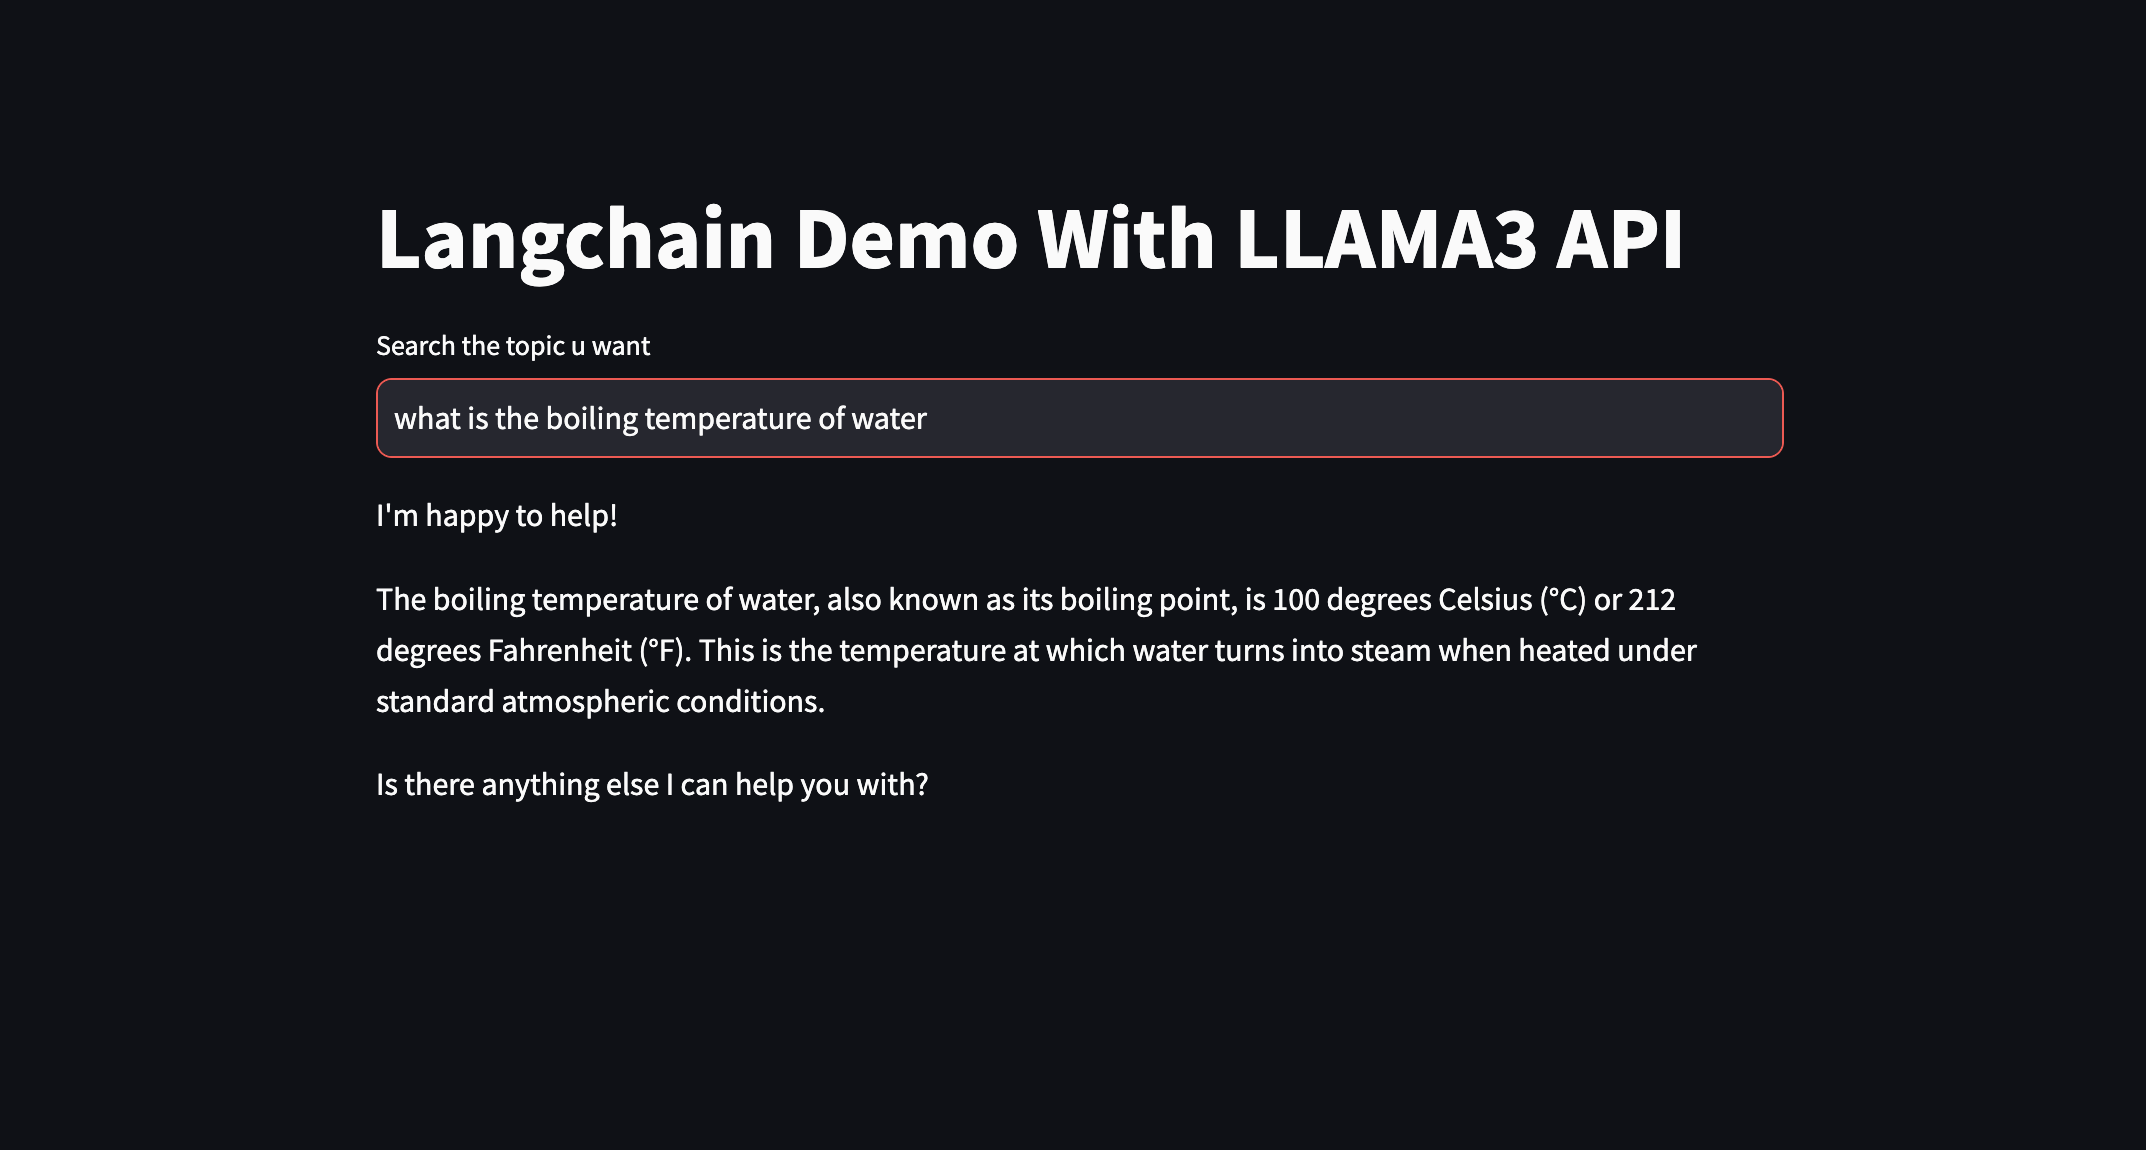 Langchain Demo With LLAMA3 API
Search the topic u want
what is the boiling temperature of water
I'm happy to help!
The boiling temperature of water, also known as its boiling point, is 100 degrees Celsius (°C) or 212
degrees Fahrenheit (°F). This is the temperature at which water turns into steam when heated under
standard atmospheric conditions.
Is there anything else I can help you with?